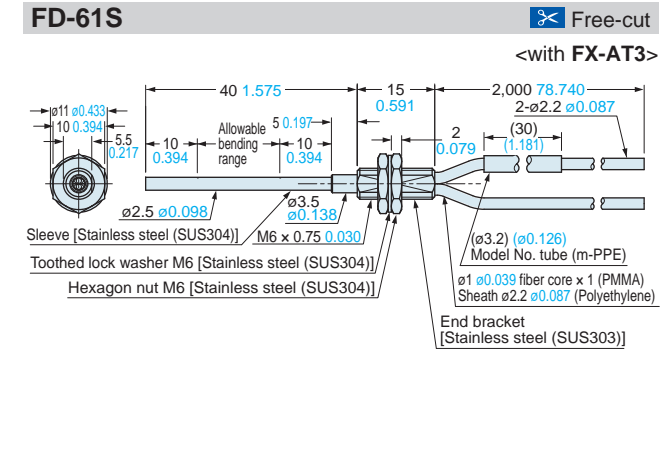 FD-61S
Free-cut
<with FX-AT3>
40 1.575
15
0.591
2,000 78.740
2-ø2.2 ø0.087
ø11 ø0.433
10 0.394
5.5
0.217
10
0.394
Allowable
bending
range
5 0.197
10
0.394
2
0.079
(30)
(1.181)
ø2.5 ø0.098
ø3.5
ø0.138
Sleeve [Stainless steel (SUS304)]
M6 × 0.75 0.030
Toothed lock washer M6 [Stainless steel (SUS304)]
Hexagon nut M6 [Stainless steel (SUS304)]
(ø3.2) (ø0.126)
Model No. tube (m-PPE)
ø1 ø0.039 fiber core × 1 (PMMA)
Sheath ø2.2 ø0.087 (Polyethylene)
End bracket
[Stainless steel (SUS303)]